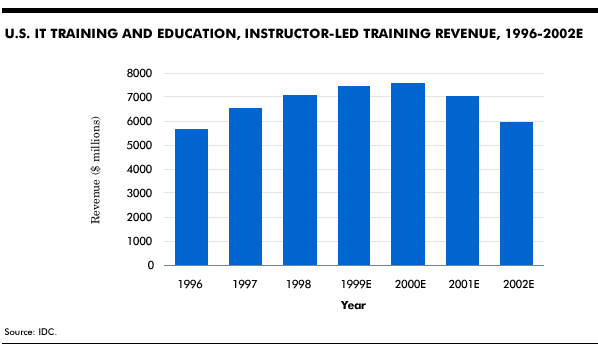 U.S. IT TRAINING AND EDUCATION, INSTRUCTOR-LED TRAINING REVENUE, 1996-2002E
8000
7000
6000
5000
4000
3000
2000
1000
0
Revenue ($ millions)
1996 1997 1998 1999E 2000E 2001E 2002E
Year
Source: IDC.